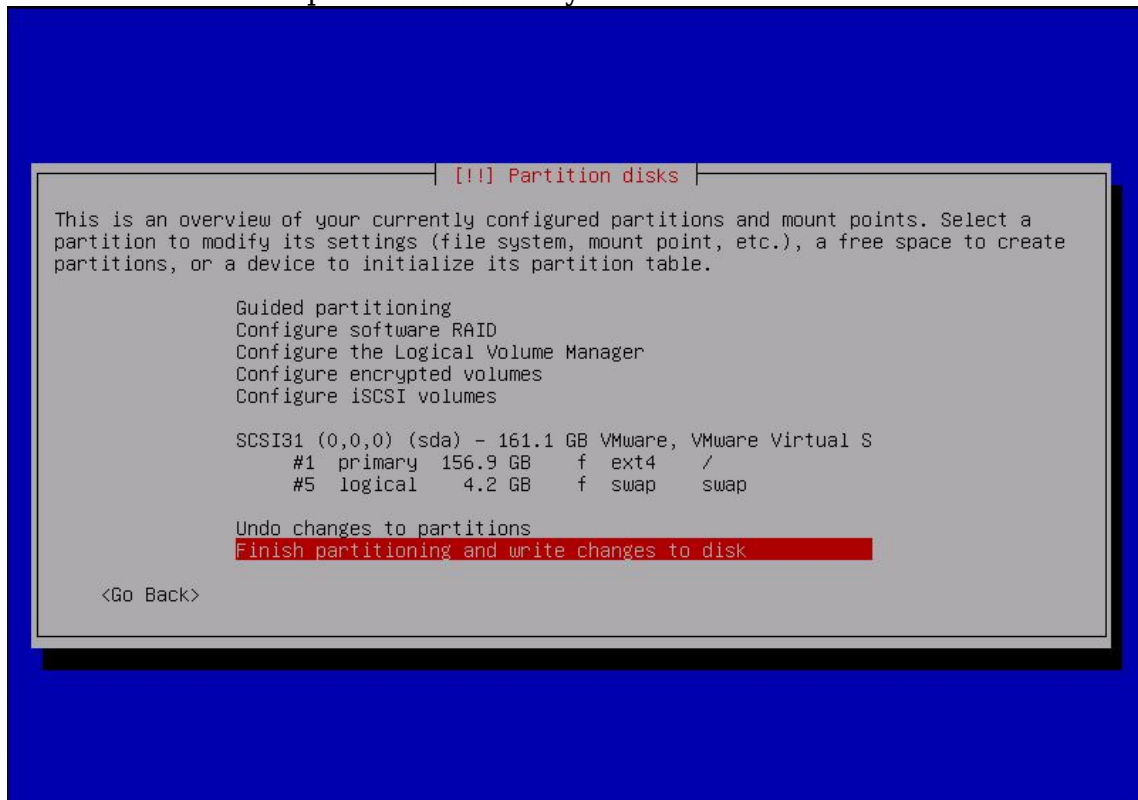 [!!] Partition disks
This is an overview of your currently configured partitions and mount points. Select a
partition to modify its settings (file system, mount point, etc.), a free space to create
partitions, or a device to initialize its partition table.
Guided partitioning
Configure software RAID
Configure the Logical Volume Manager
Configure encrypted volumes
Configure iSCSI volumes
SCSI31 (0,0,0) (sda) - 161.1 GB VMware, VMware Virtual S
#1 primary 156.9 GB f ext4 /
#5 logical 4.2 GB f swap swap
Undo changes to partitions
Finish partitioning and write changes to disk
<Go Back>